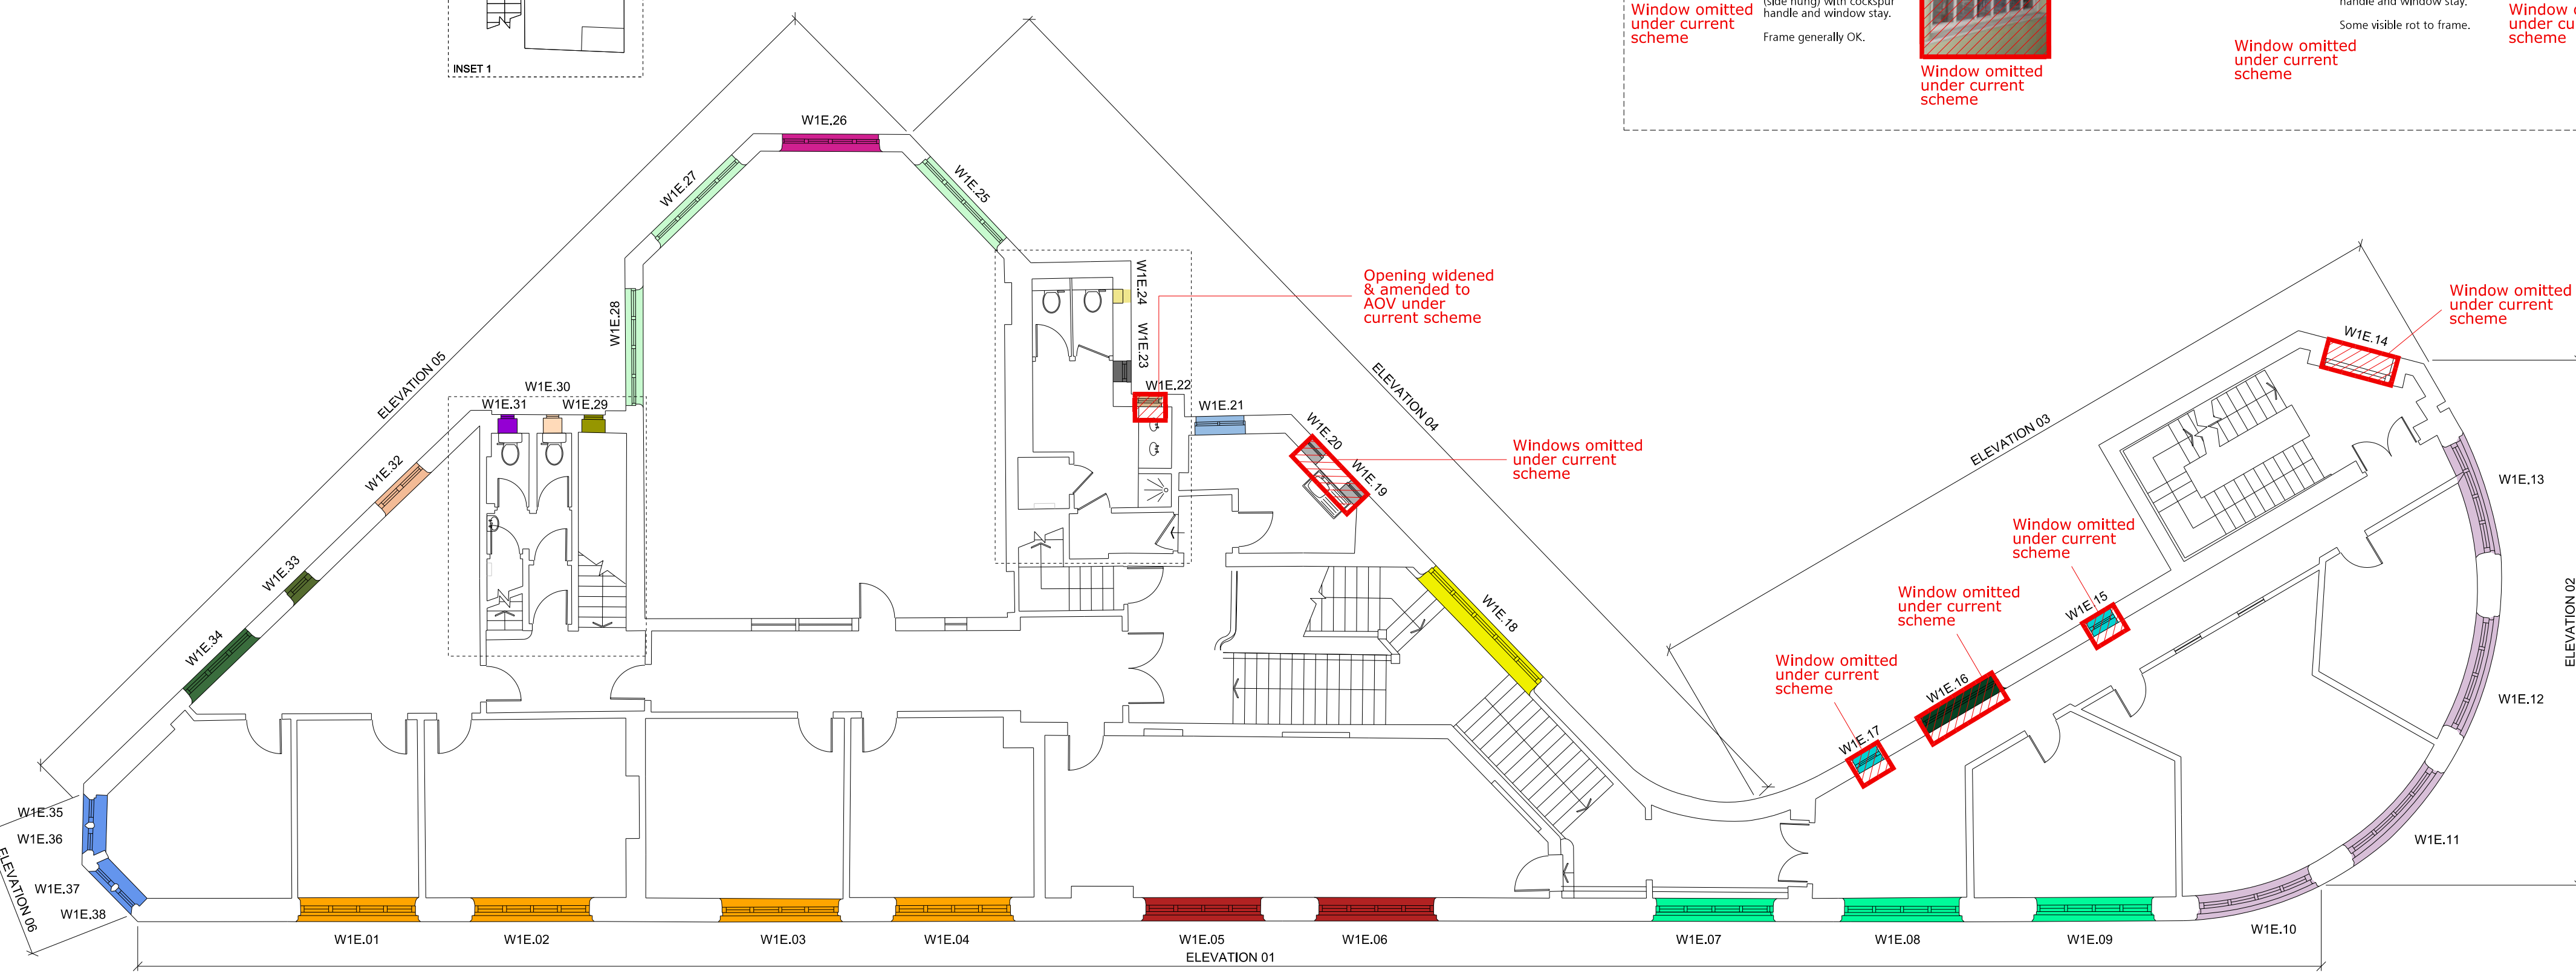 Window omitted
under current
scheme
(side hung) with cockspur
handle and window stay.
Frame generally OK.
Window omitted
under current
scheme
handle and window stay.
Some visible rot to frame.
Window omitted
under current
scheme
Window
under cu
scheme
INSET 1
W1E.26
W1E.27
W1E.25
W1E.28
W1E.24
W1E.23
W1E.22
W1E.21
W1E.20
W1E.19
Opening widened
& amended to
AOV under
current scheme
Windows omitted
under current
scheme
ELEVATION 05
ELEVATION 04
ELEVATION 03
W1E.14
Window omitted
under current
scheme
W1E.30
W1E.31
W1E.29
W1E.32
W1E.33
W1E.34
W1E.18
Window omitted
under current
scheme
W1E.15
Window omitted
under current
scheme
W1E.16
Window omitted
under current
scheme
W1E.17
W1E.13
W1E.12
ELEVATION 02
W1E.11
W1E.10
W1E.35
W1E.36
W1E.37
W1E.38
ELEVATION 06
W1E.01
W1E.02
W1E.03
W1E.04
W1E.05
W1E.06
W1E.07
W1E.08
W1E.09
ELEVATION 01